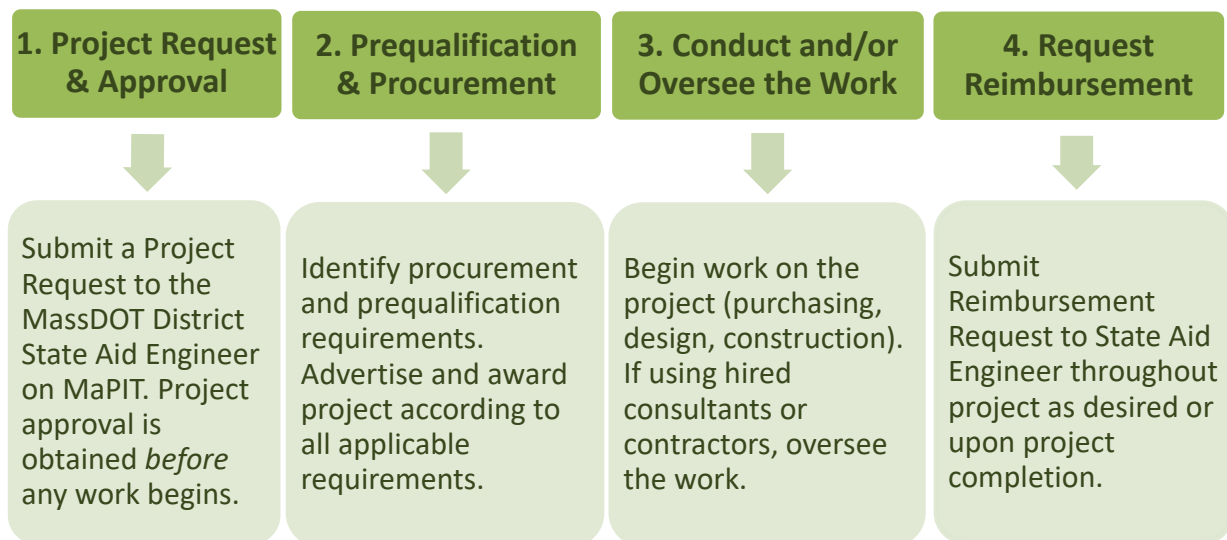 1. Project Request
& Approval
Submit a Project
Request to the
MassDOT District
State Aid Engineer
on MaPIT. Project
approval is
obtained before
any work begins.
2. Prequalification
& Procurement
Identify procurement
and prequalification
requirements.
Advertise and award
project according to
all applicable
requirements.
3. Conduct and/or
Oversee the Work
Begin work on the
project (purchasing,
design, construction).
If using hired
consultants or
contractors, oversee
the work.
4. Request
Reimbursement
Submit
Reimbursement
Request to State Aid
Engineer throughout
project as desired or
upon project
completion.